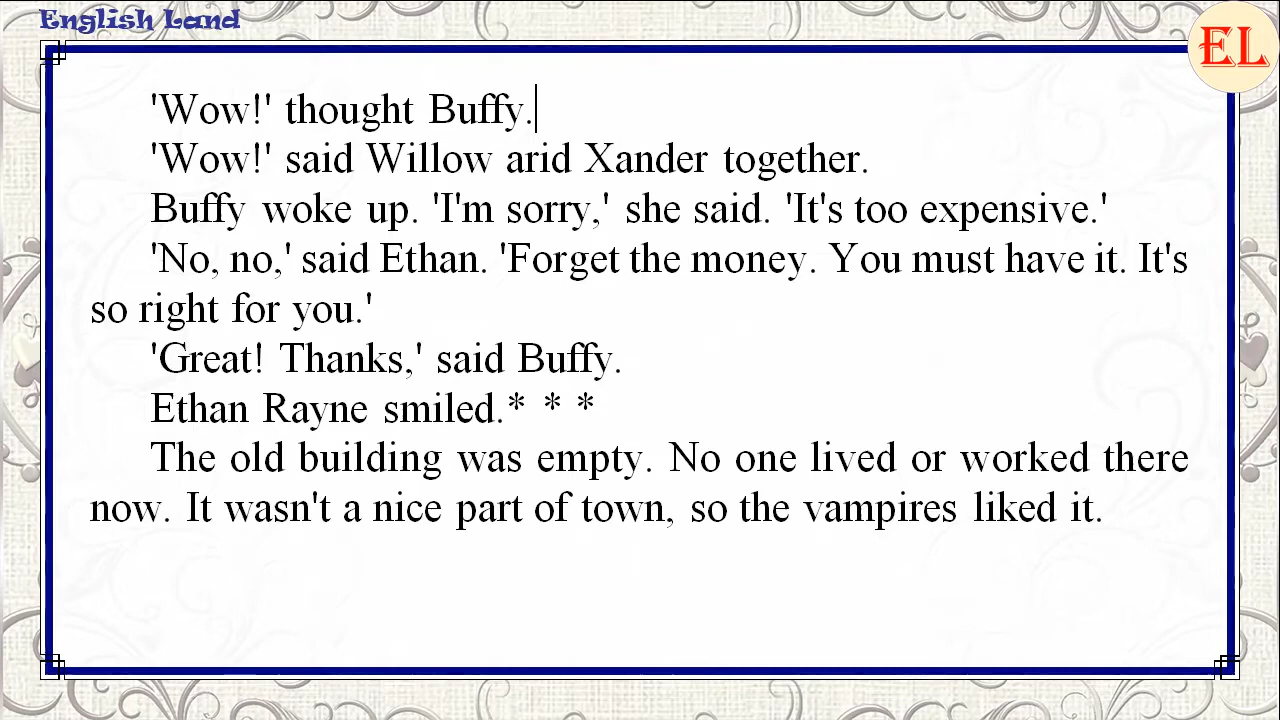 English Land
EL
'Wow!' thought Buffy.
'Wow!' said Willow arid Xander together.
Buffy woke up. 'I'm sorry,' she said. 'It's too expensive.'
'No, no,' said Ethan. 'Forget the money. You must have it. It's
so right for you.'
'Great! Thanks,' said Buffy.
Ethan Rayne smiled.* * *
The old building was empty. No one lived or worked there
now. It wasn't a nice part of town, so the vampires liked it.